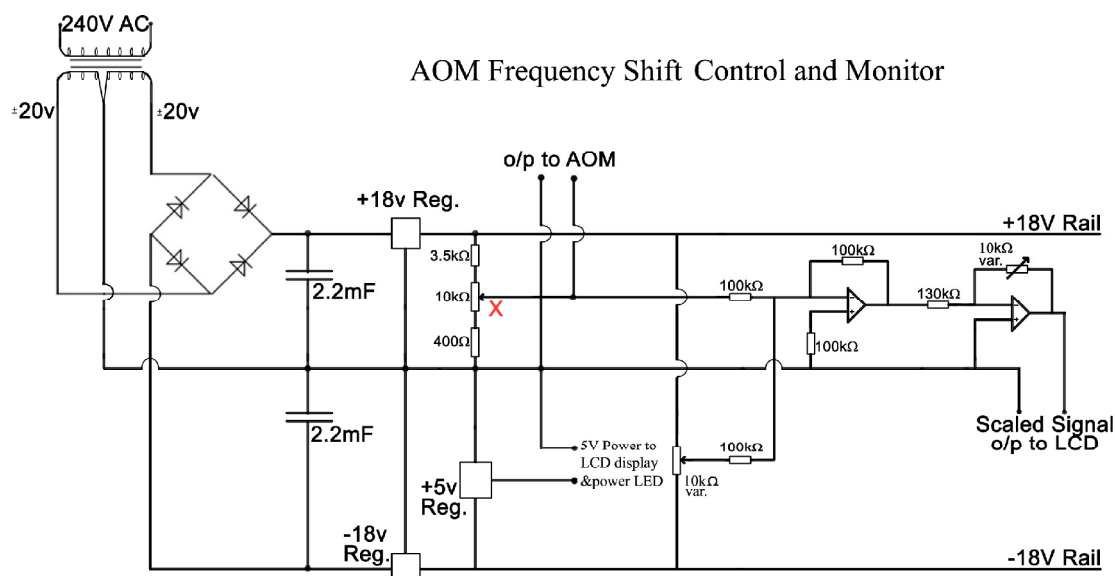 240V AC
AOM Frequency Shift Control and Monitor
±20v
±20v
o/p to AOM
+18v Reg.
+18V Rail
3.5kΩ
100kΩ
10kΩ
var.
2.2mF
10kΩ
X
100kΩ
130kΩ
400Ω
100kΩ
2.2mF
Scaled Signal
o/p to LCD
5V Power to
LCD display
&power LED
100kΩ
+5v
Reg.
10kΩ
var.
-18v
Reg.
-18V Rail
−
+
−
+